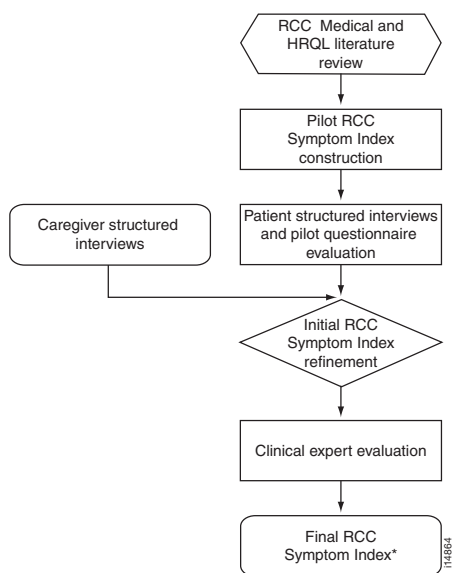 RCC Medical and
HRQL literature
review
Pilot RCC
Symptom Index
construction
Caregiver structured
interviews
Patient structured interviews
and pilot questionnaire
evaluation
Initial RCC
Symptom Index
refinement
Clinical expert evaluation
Final RCC
Symptom Index*
i14864